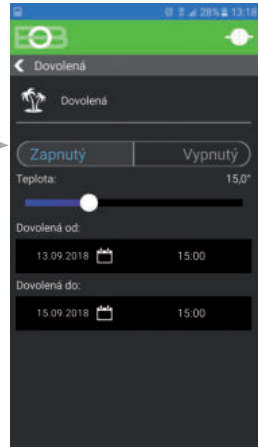 28% 13:18
EOB
Dovolená
Dovolená
Zapnutý Vypnutý
Teplota: 15,0°
Dovolená od:
13.09.2018 15:00
Dovolená do:
15.09.2018 15:00